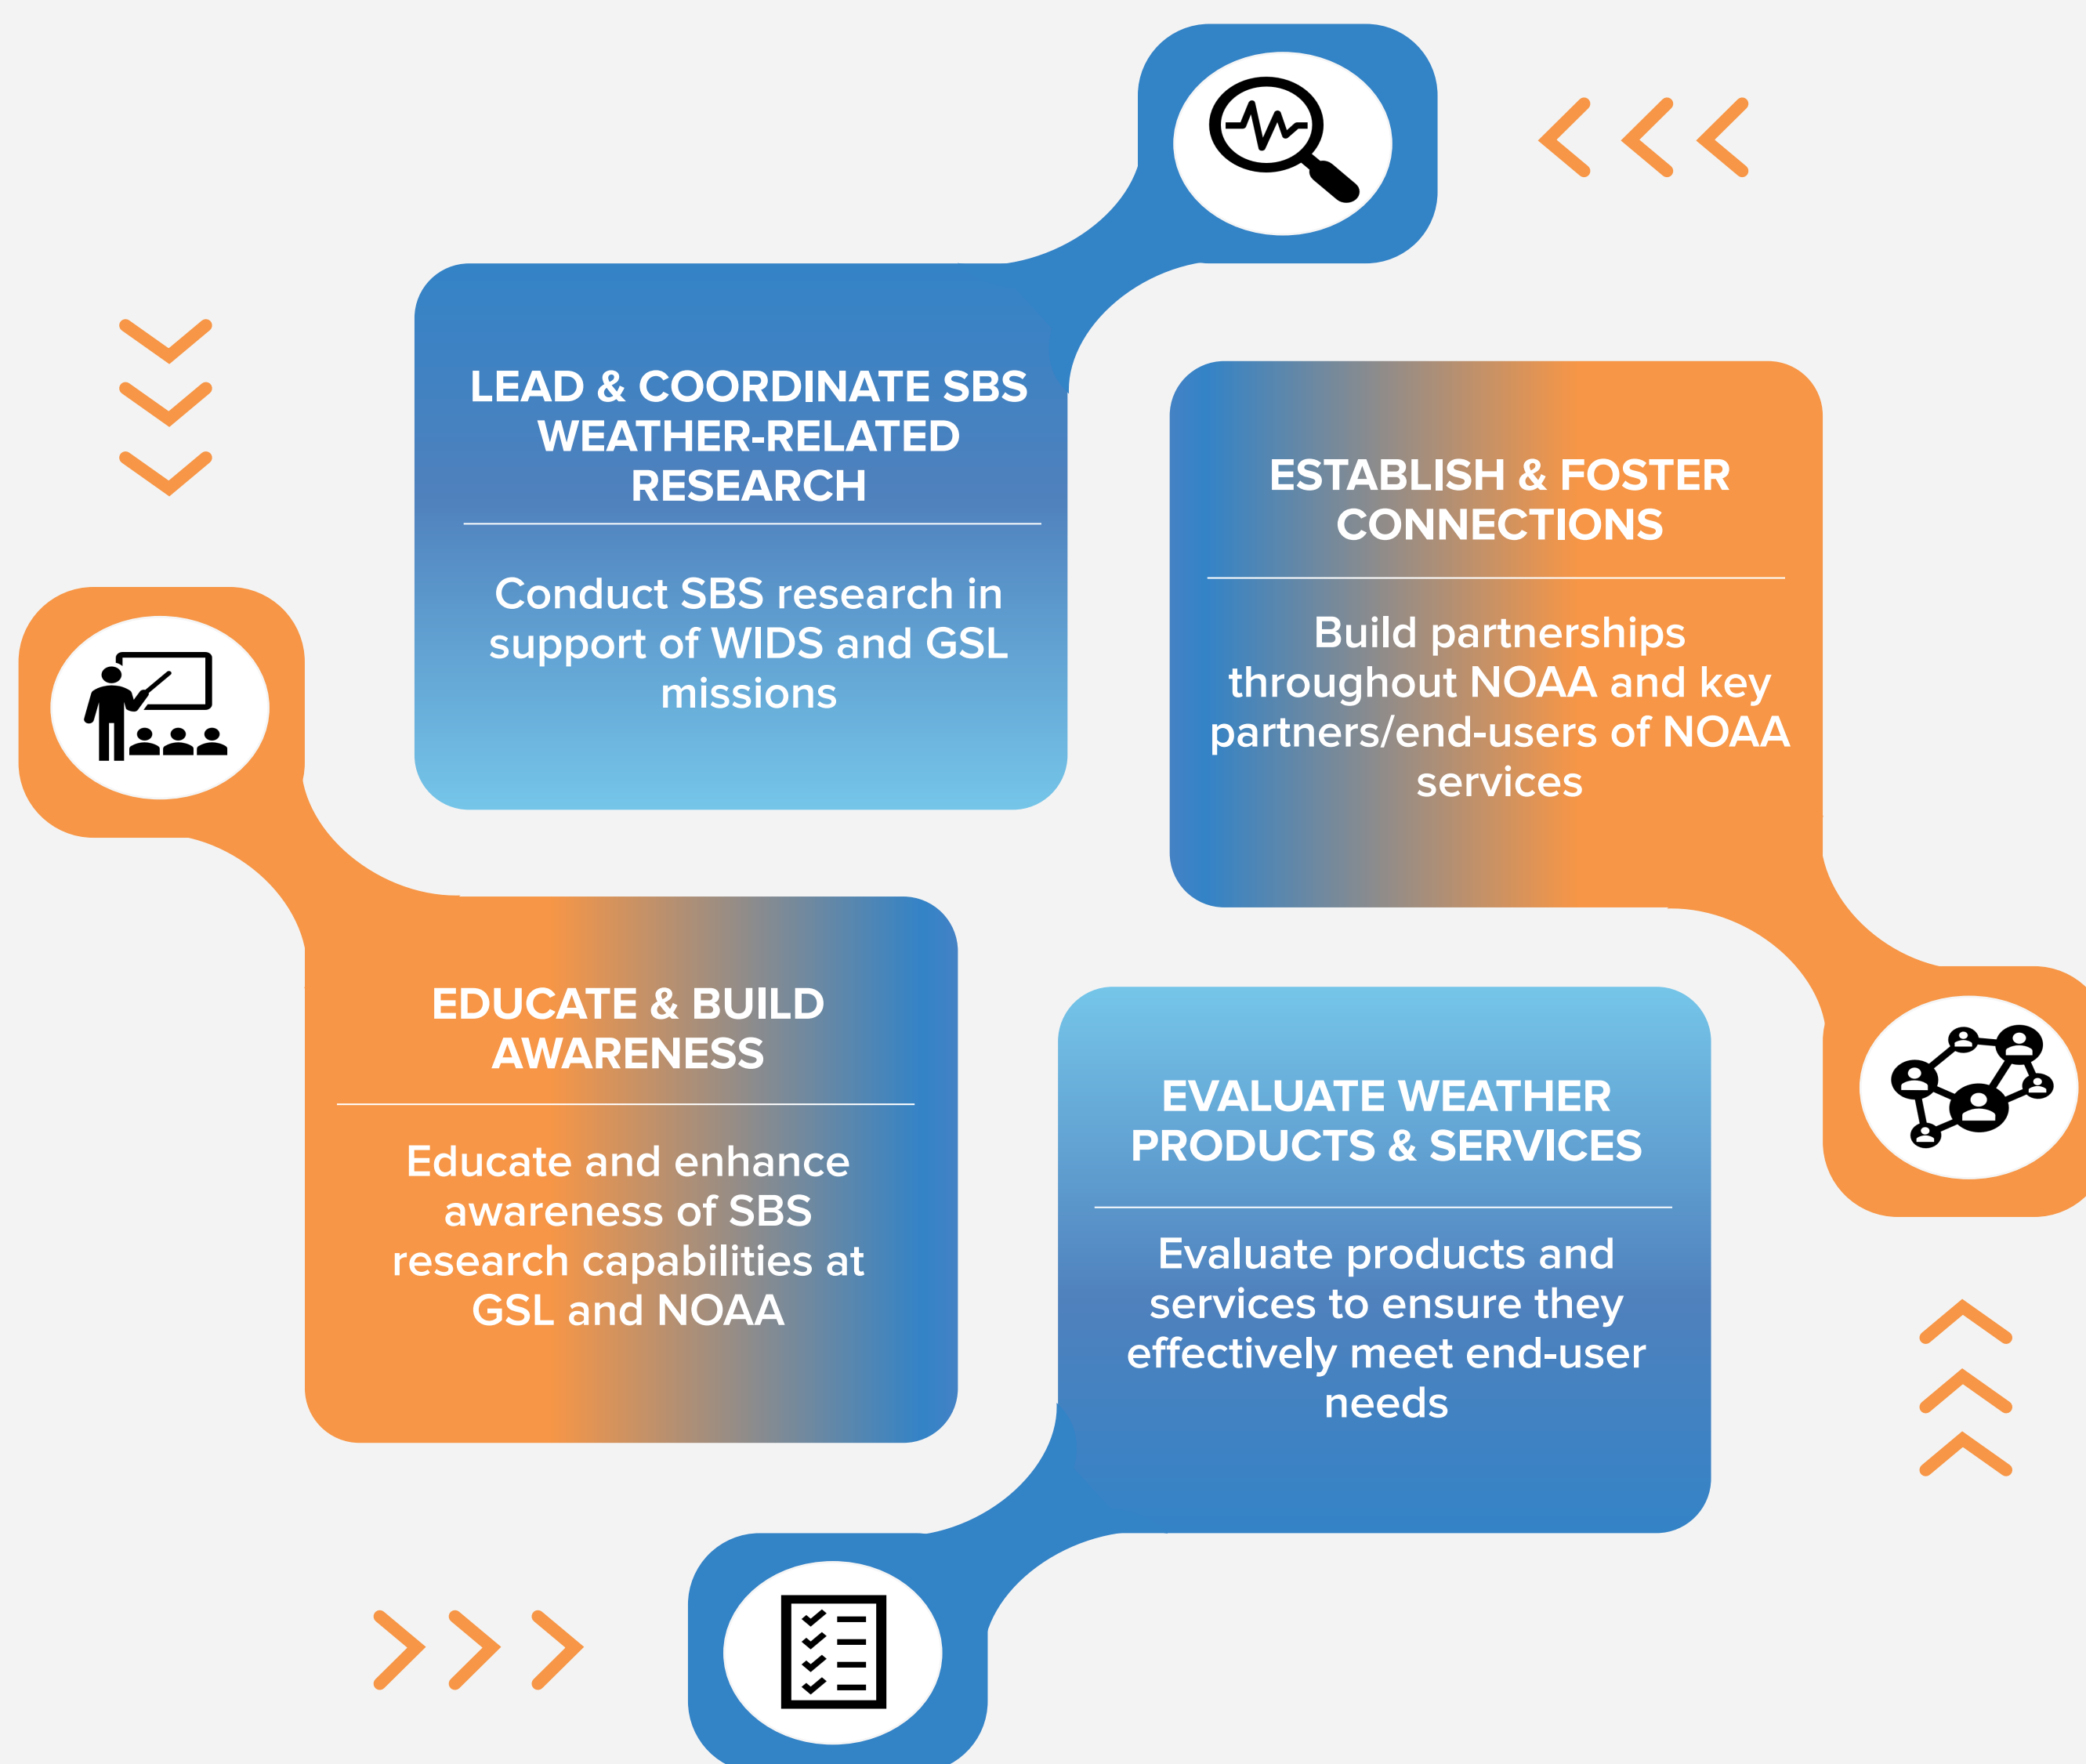 LEAD & COORDINATE SBS
WEATHER-RELATED
RESEARCH
Conduct SBS research in
support of WIDS and GSL
missions
ESTABLISH & FOSTER
CONNECTIONS
Build partnerships
throughout NOAA and key
partners/end-users of NOAA
services
EDUCATE & BUILD
AWARENESS
Educate and enhance
awareness of SBS
research capabilities at
GSL and NOAA
EVALUATE WEATHER
PRODUCTS & SERVICES
Evaluate products and
services to ensure they
effectively meet end-user
needs